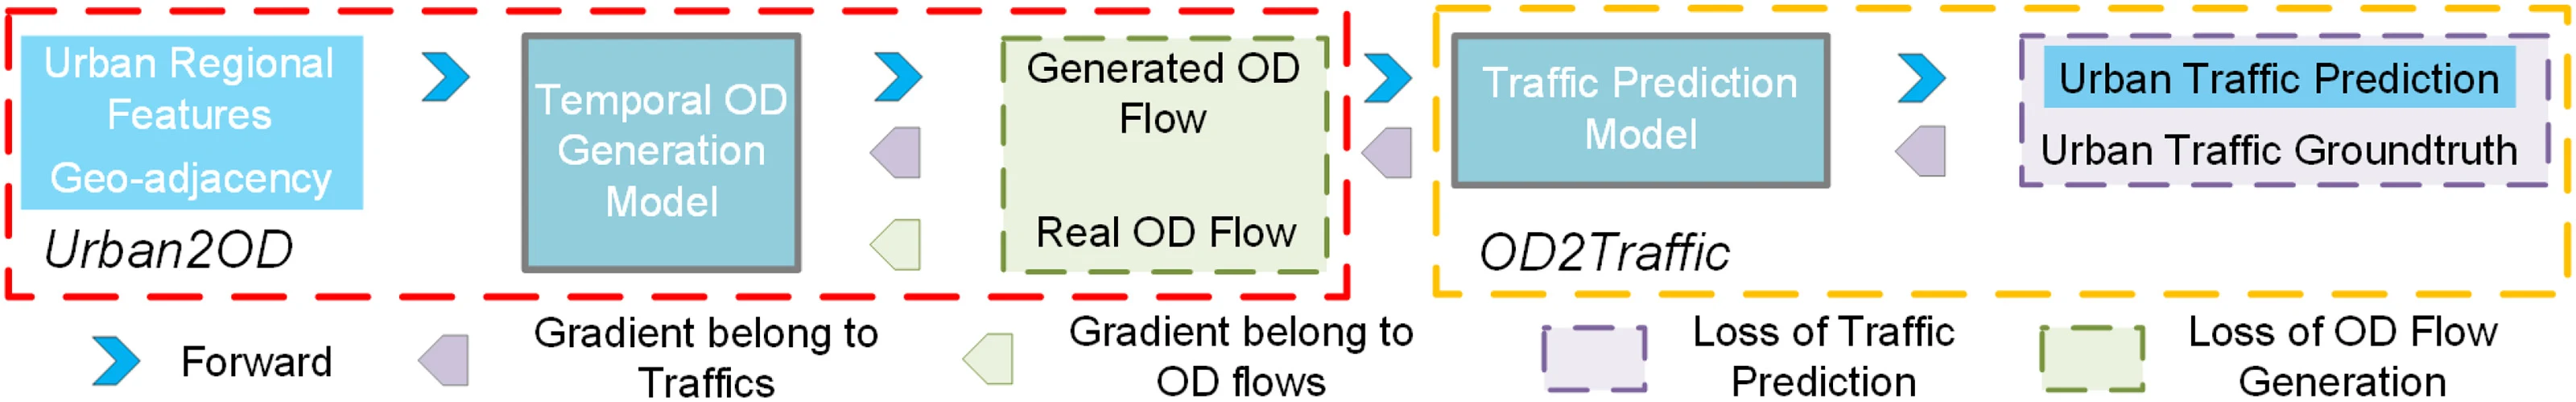 Urban Regional
Features
Geo-adjacency
Urban2OD
Temporal OD
Generation
Model
Generated OD
Flow
Real OD Flow
Traffic Prediction
Model
OD2Traffic
Urban Traffic Prediction
Urban Traffic Groundtruth
Forward
Gradient belong to
Traffics
Gradient belong to
OD flows
Loss of Traffic
Prediction
Loss of OD Flow
Generation